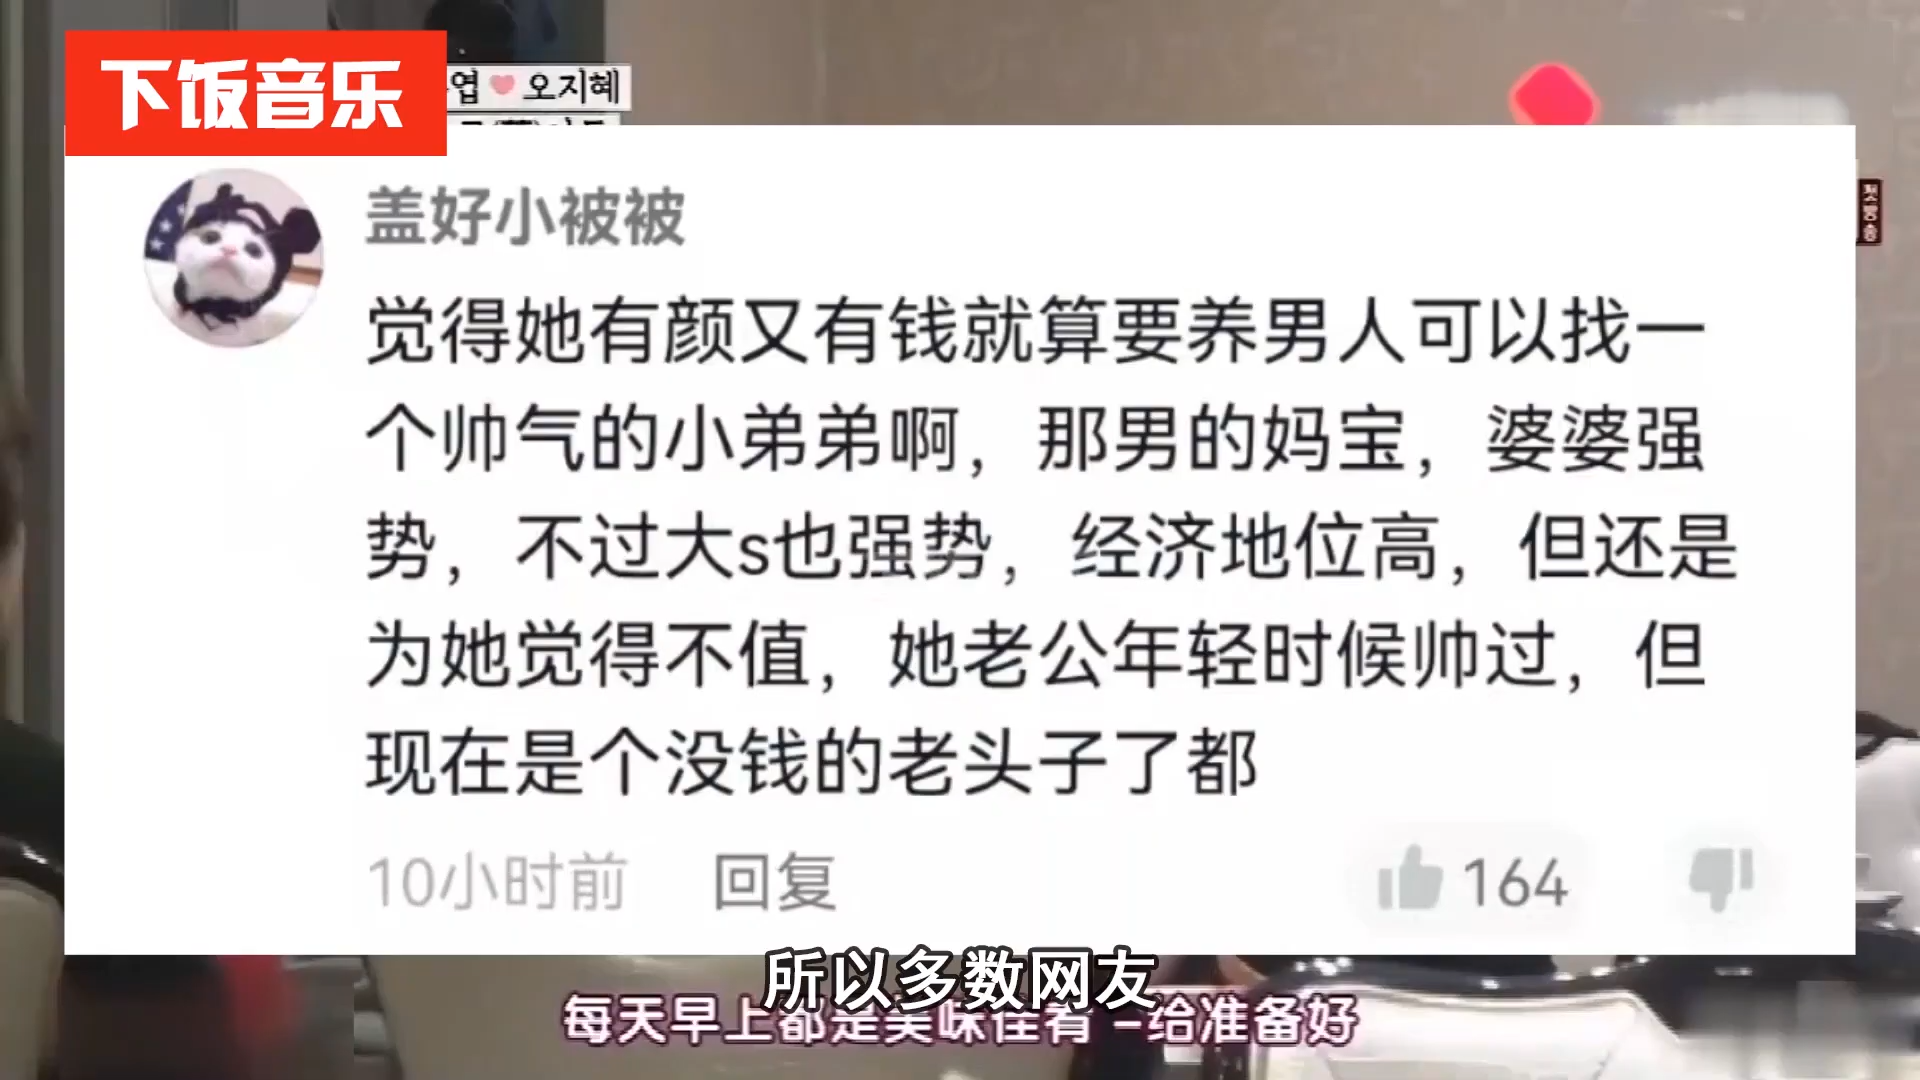 下饭音乐
엽 오지혜
盖好小被被
觉得她有颜又有钱就算要养男人可以找一
个帅气的小弟弟啊，那男的妈宝，婆婆强
势，不过大s也强势，经济地位高，但还是
为她觉得不值，她老公年轻时候帅过，但
现在是个没钱的老头子了都
10小时前 回复 164
所以多数网友
每天早上都是美味佳肴 给准备好